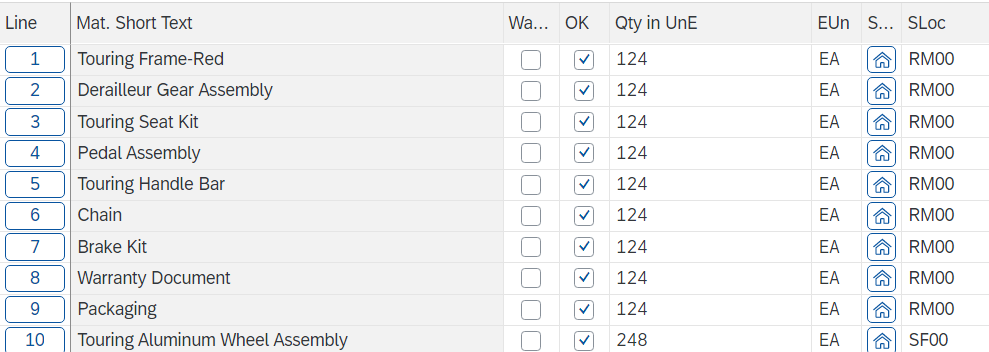 Line Mat. Short Text Wa... OK Qty in UnE EUn S... SLoc
1 Touring Frame-Red 124 EA RM00
2 Derailleur Gear Assembly 124 EA RM00
3 Touring Seat Kit 124 EA RM00
4 Pedal Assembly 124 EA RM00
5 Touring Handle Bar 124 EA RM00
6 Chain 124 EA RM00
7 Brake Kit 124 EA RM00
8 Warranty Document 124 EA RM00
9 Packaging 124 EA RM00
10 Touring Aluminum Wheel Assembly 248 EA SF00